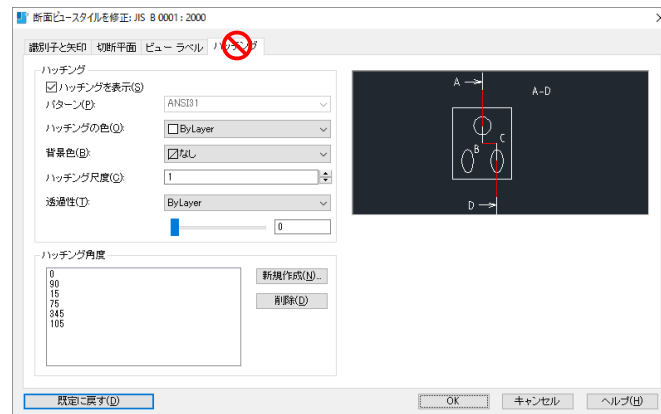 断面ビュースタイルを修正: JIS B 0001 : 2000
識別子と矢印 切断平面 ビュー ラベル ハッチング
ハッチング
ハッチングを表示(S)
パターン(P): ANSI31
ハッチングの色(O): ByLayer
背景色(B): なし
ハッチング尺度(C): 1
透過性(T): ByLayer
0
A
A-D
B
C
D
ハッチング角度
0
90
15
75
345
105
新規作成(N)...
削除(D)
既定に戻す(D) OK キャンセル ヘルプ(H)